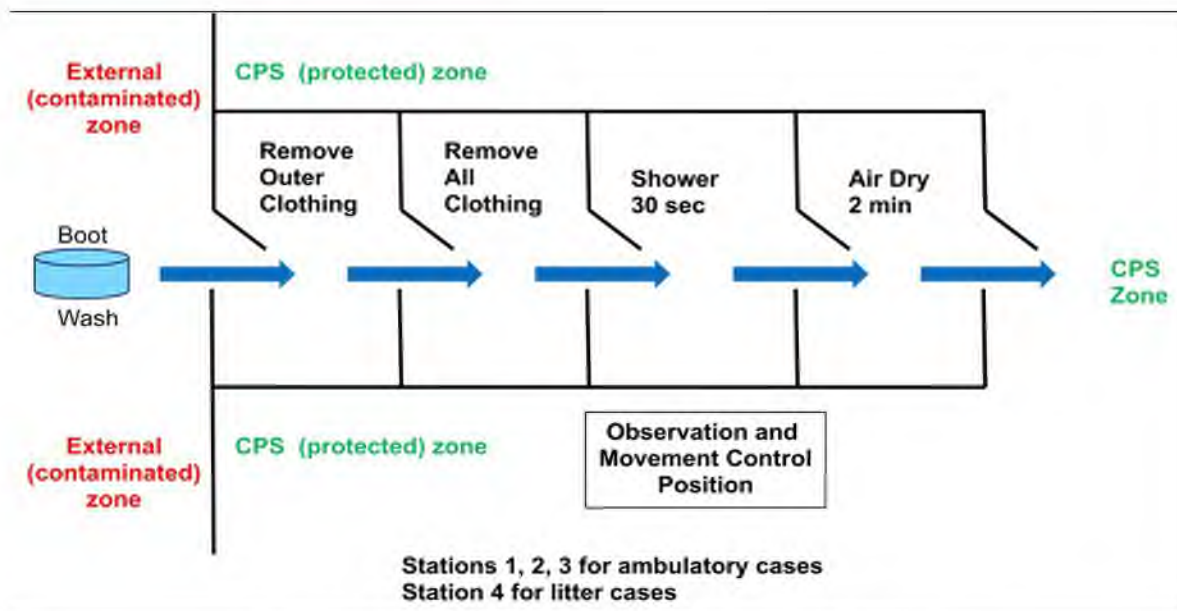 External
(contaminated)
zone
CPS (protected) zone
Remove
Outer
Clothing
Remove
All
Clothing
Shower
30 sec
Air Dry
2 min
Boot
Wash
CPS
Zone
External
(contaminated)
zone
CPS (protected) zone
Observation and
Movement Control
Position
Stations 1, 2, 3 for ambulatory cases
Station 4 for litter cases